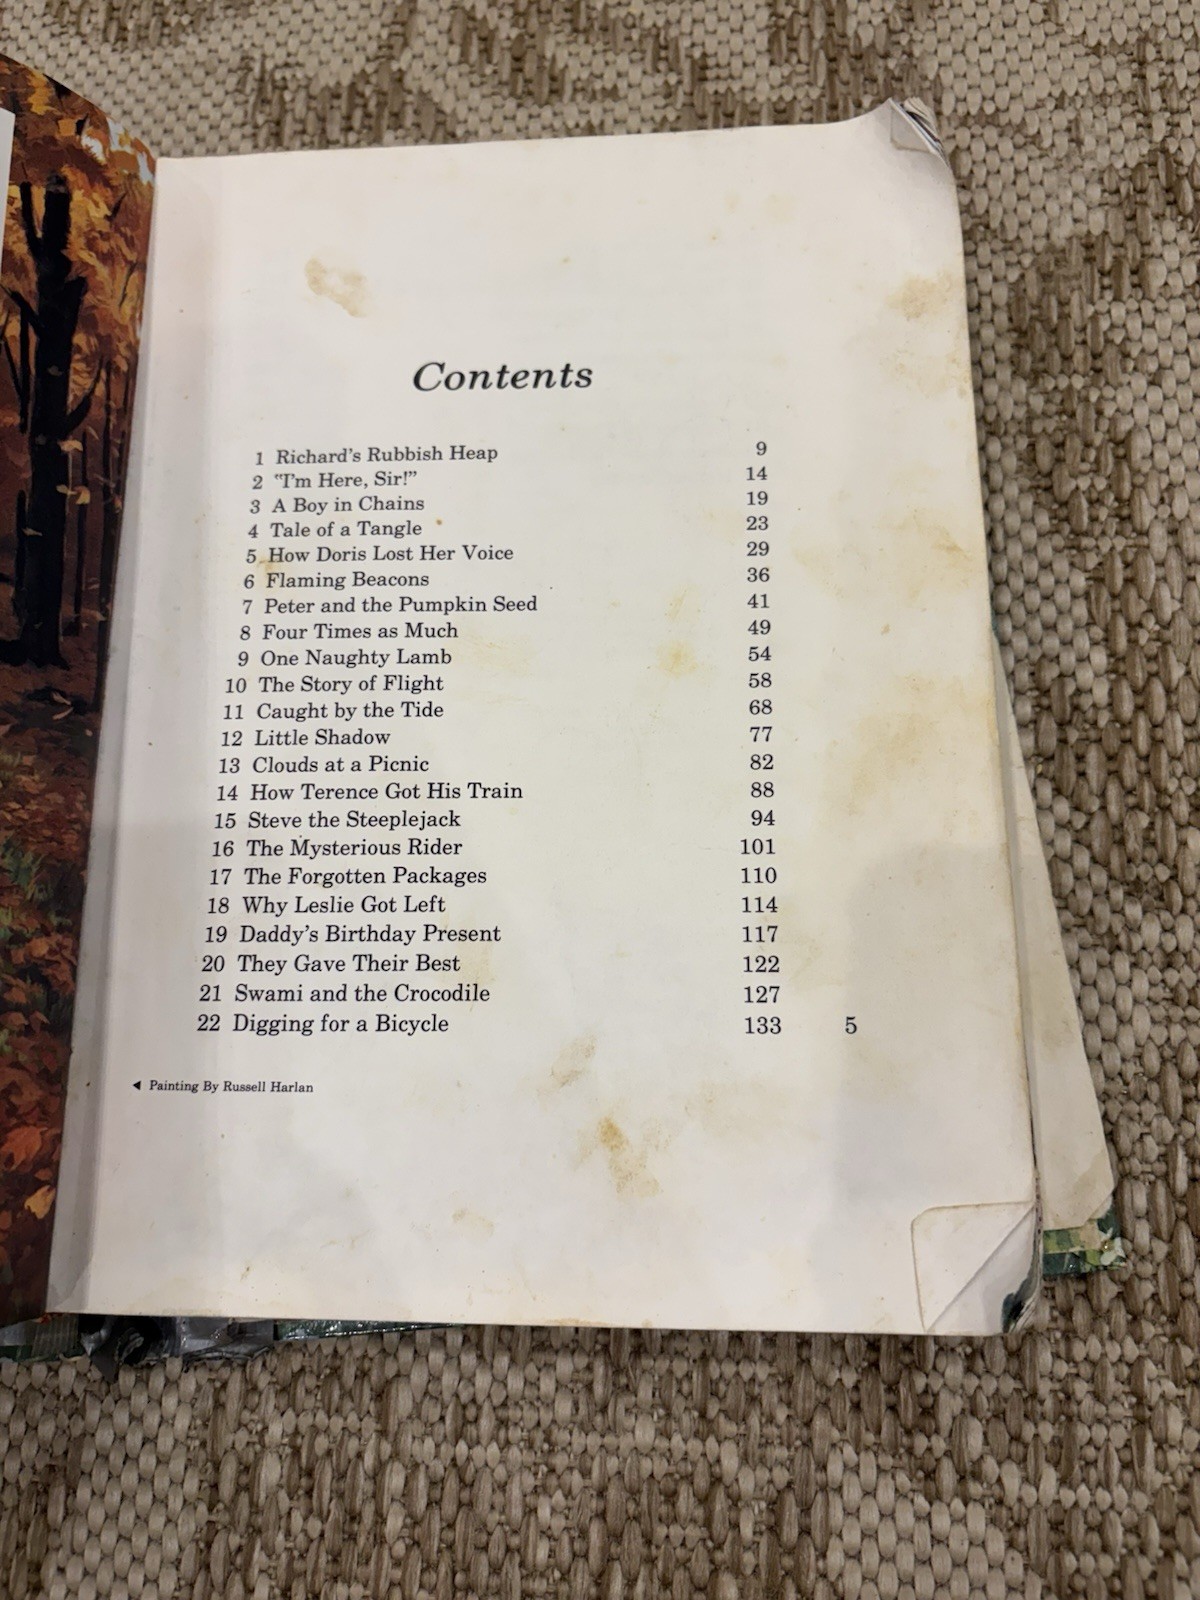 Contents
1 Richard's Rubbish Heap 9
2 "I'm Here, Sir!" 14
3 A Boy in Chains 19
4 Tale of a Tangle 23
5 How Doris Lost Her Voice 29
6 Flaming Beacons 36
7 Peter and the Pumpkin Seed 41
8 Four Times as Much 49
9 One Naughty Lamb 54
10 The Story of Flight 58
11 Caught by the Tide 68
12 Little Shadow 77
13 Clouds at a Picnic 82
14 How Terence Got His Train 88
15 Steve the Steeplejack 94
16 The Mysterious Rider 101
17 The Forgotten Packages 110
18 Why Leslie Got Left 114
19 Daddy's Birthday Present 117
20 They Gave Their Best 122
21 Swami and the Crocodile 127
22 Digging for a Bicycle 133 5
◄ Painting By Russell Harlan